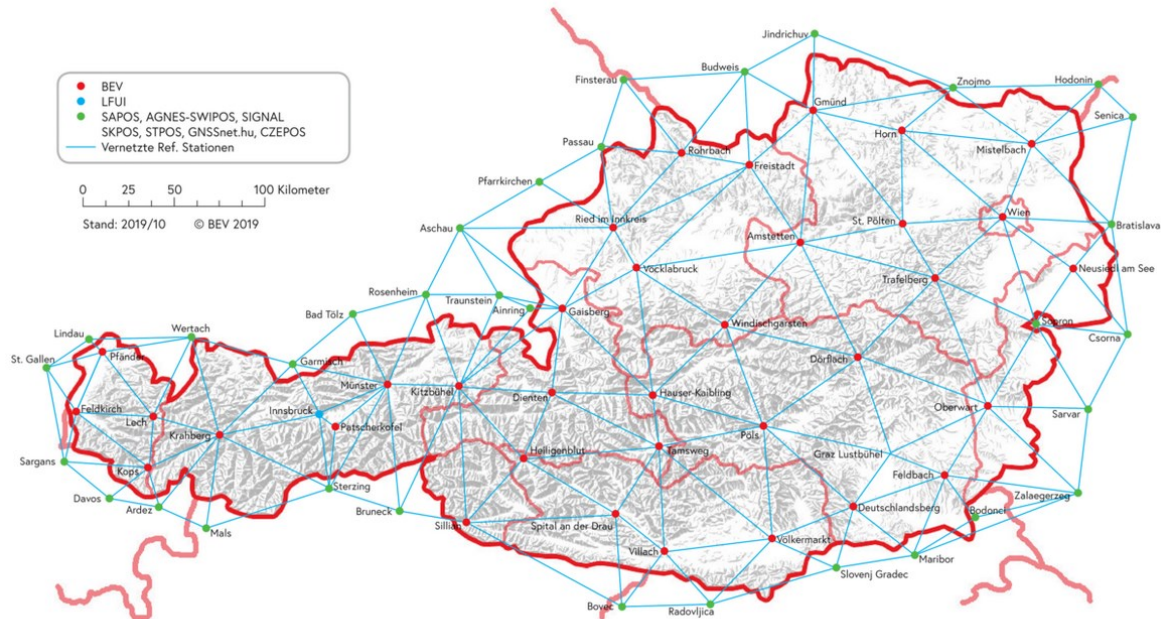 BEV
LFUI
SAPOS, AGNES-SWIPOS, SIGNAL
SKPOS, STPOS, GNSSnet.hu, CZEPOS
Vernetzte Ref. Stationen
0 25 50 100 Kilometer
Stand: 2019/10 © BEV 2019
Jindrichuv
Budweis
Finsterau
Znojmo
Hodonin
Gmünd
Senica
Horn
Mistelbach
Passau
Rohrbach
Freistadt
Pfarrkirchen
Ried im Innkreis
Aschau
Amstetten
St. Pölten
Wien
Bratislava
Vöcklabruck
Neusiedl am See
Trafelberg
Rosenheim
Traunstein
Ainring
Gaisberg
Bad Tölz
Windischgarsten
Sopron
Csorna
Lindau
Wertach
St. Gallen
Pfänder
Garmisch
Dörflach
Münster
Kitzbühel
Dienten
Hauser-Kaibling
Oberwart
Sarvar
Feldkirch
Lech
Innsbruck
Patscherkofel
Krahberg
Pöls
Graz Lustbühel
Heiligenblut
Tamsweg
Sargans
Kops
Feldbach
Sterzing
Davos
Ardez
Bruneck
Zalaegerzeg
Deutschlandsberg
Bodonci
Mals
Sillian
Spital an der Drau
Villach
Völkermarkt
Maribor
Slovenj Gradec
Bovec
Radovljica